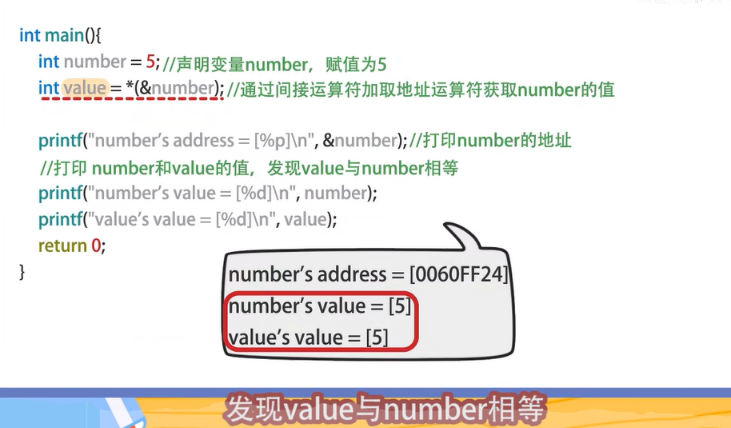 int main(){
int number = 5; //声明变量number，赋值为5
int value = *(&number); //通过间接运算符加取地址运算符获取number的值
printf("number's address = [%p]\n", &number); //打印number的地址
//打印 number和value的值，发现value与number相等
printf("number's value = [%d]\n", number);
printf("value's value = [%d]\n", value);
return 0;
}
number's address = [0060FF24]
number's value = [5]
value's value = [5]
发现value与number相等